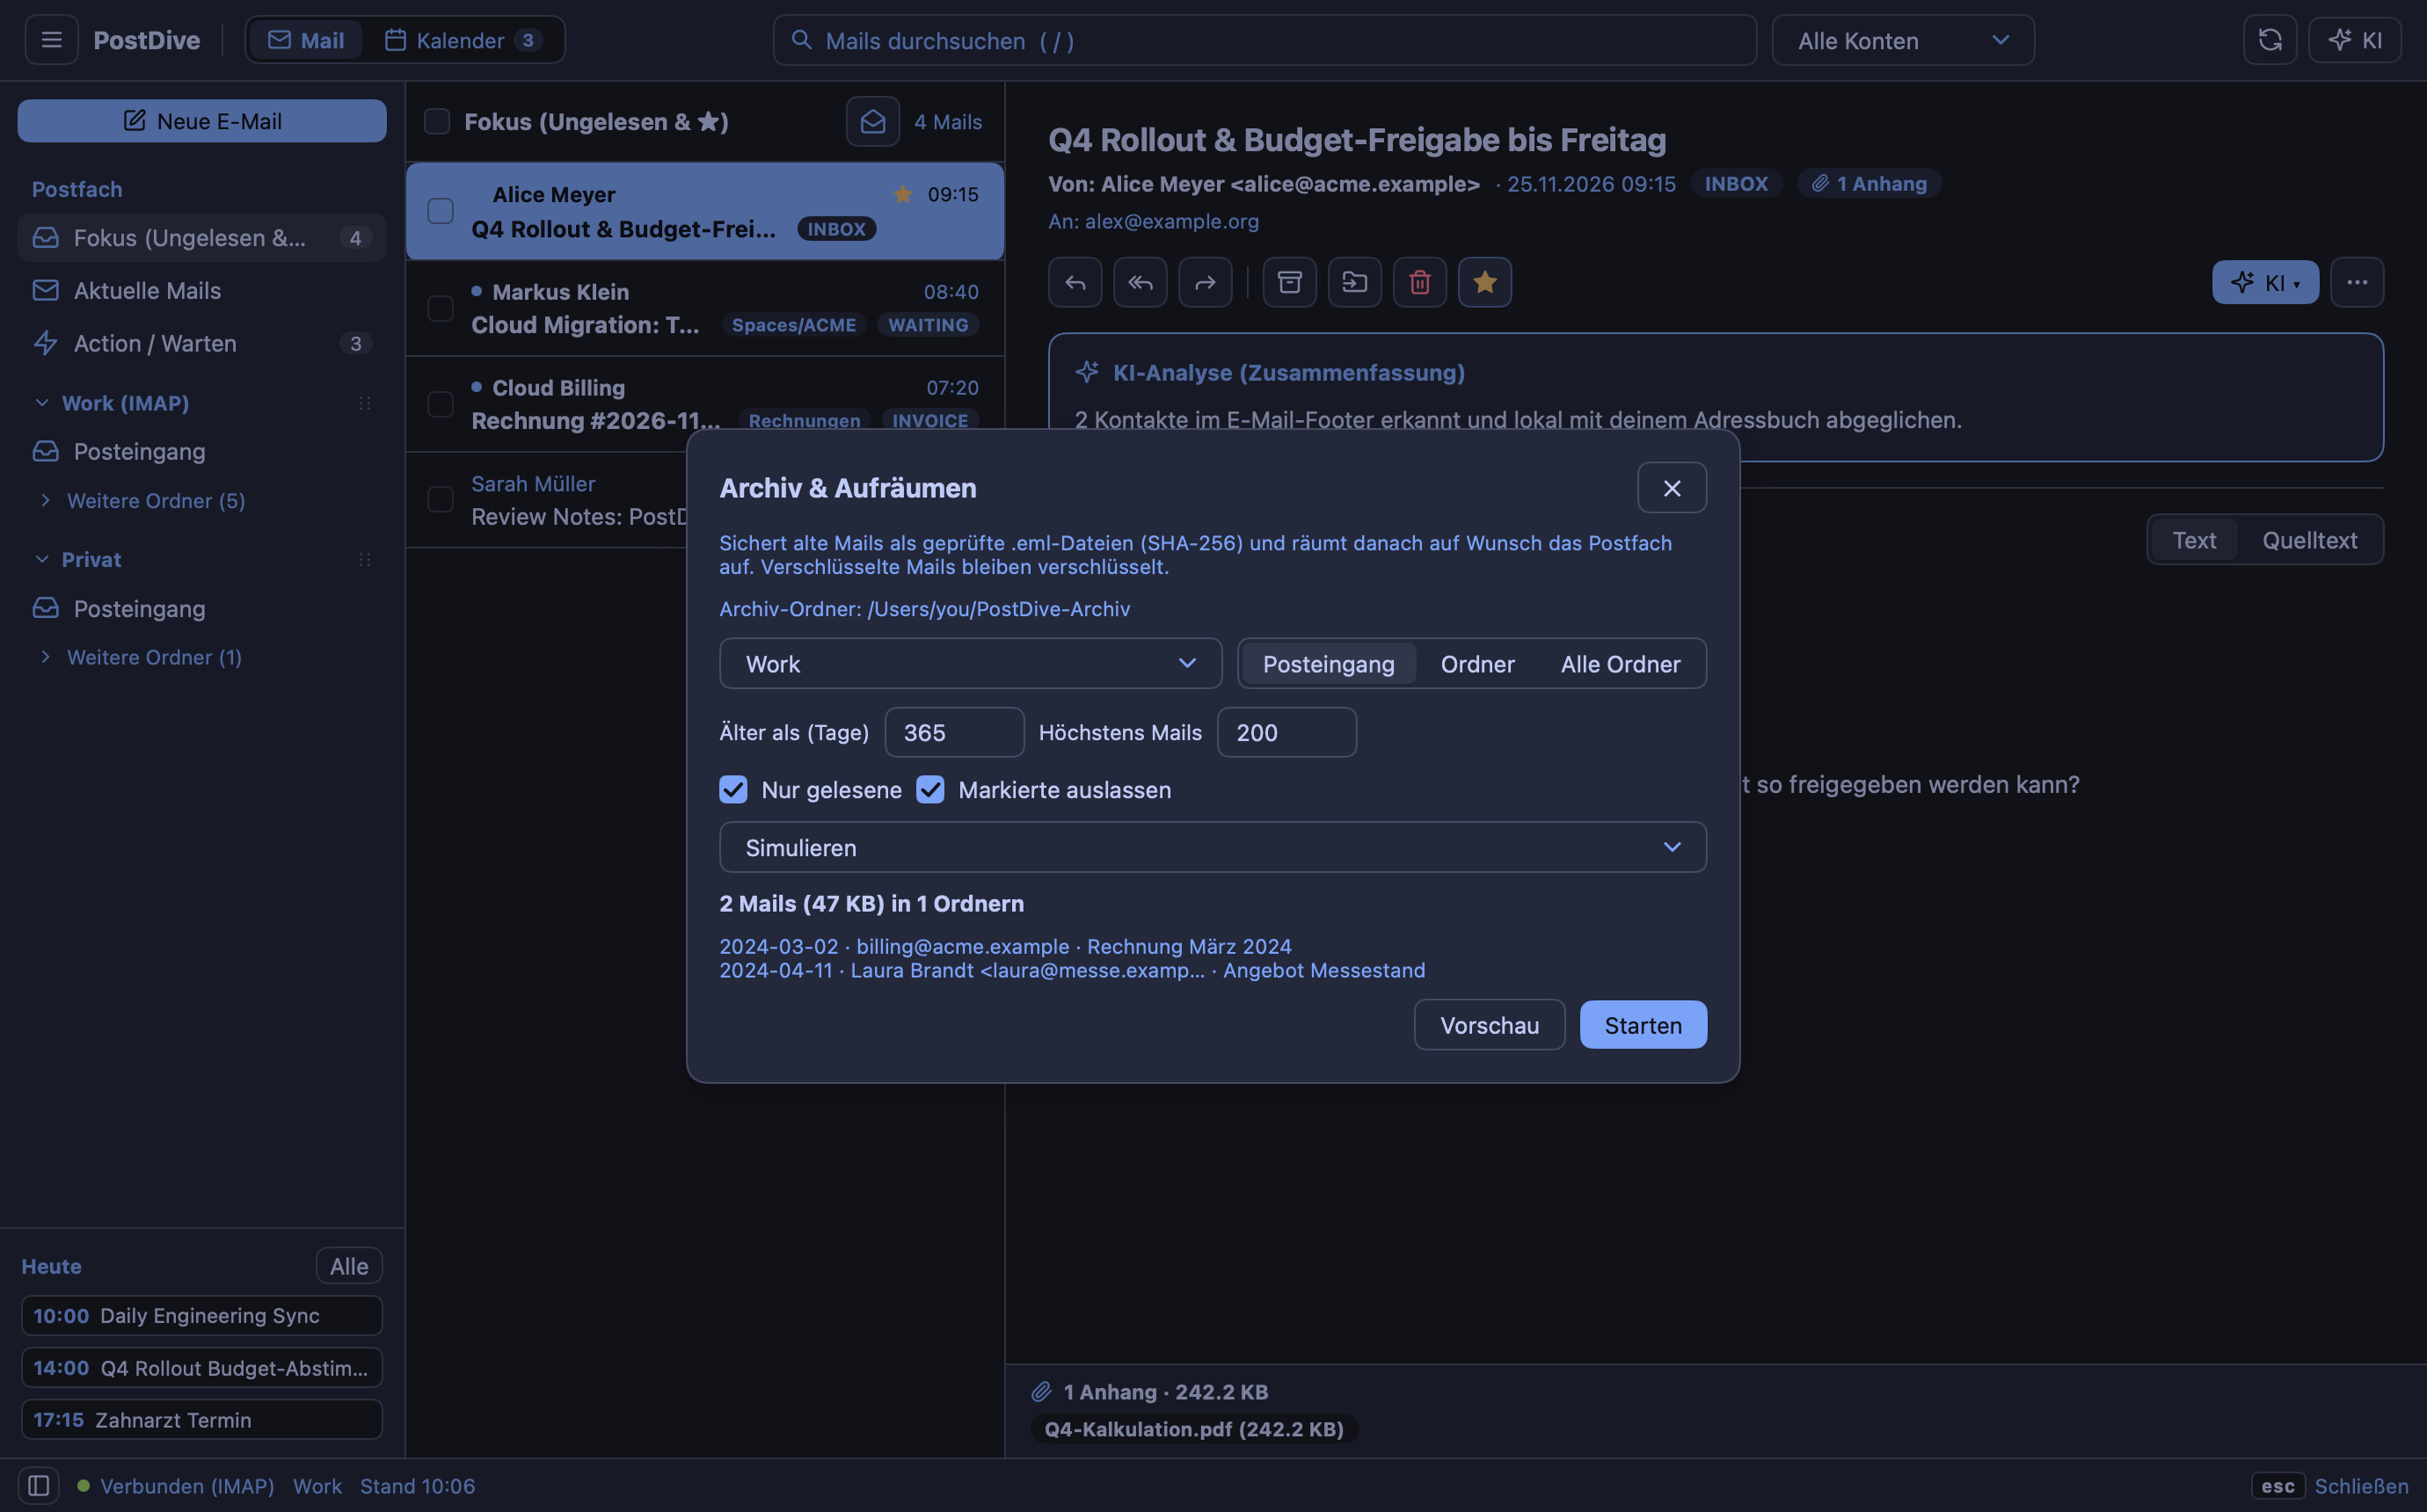 PostDive
Mail
Kalender 3
Mails durchsuchen ( / )
Alle Konten
KI
Neue E-Mail
Postfach
Fokus (Ungelesen &... 4
Aktuelle Mails
Action / Warten 3
Work (IMAP)
Posteingang
Weitere Ordner (5)
Privat
Posteingang
Weitere Ordner (1)
Heute
Alle
10:00 Daily Engineering Sync
14:00 Q4 Rollout Budget-Abstim...
17:15 Zahnarzt Termin
Fokus (Ungelesen & ★)
4 Mails
Alice Meyer ★ 09:15
Q4 Rollout & Budget-Frei... INBOX
Markus Klein 08:40
Cloud Migration: T... Spaces/ACME WAITING
Cloud Billing 07:20
Rechnung #2026-11... Rechnungen INVOICE
Sarah Müller
Review Notes: PostD
Q4 Rollout & Budget-Freigabe bis Freitag
Von: Alice Meyer <alice@acme.example> · 25.11.2026 09:15 INBOX 1 Anhang
An: alex@example.org
KI ▾
KI-Analyse (Zusammenfassung)
2 Kontakte im E-Mail-Footer erkannt und lokal mit deinem Adressbuch abgeglichen.
Text
Quelltext
t so freigegeben werden kann?
Archiv & Aufräumen
Sichert alte Mails als geprüfte .eml-Dateien (SHA-256) und räumt danach auf Wunsch das Postfach
auf. Verschlüsselte Mails bleiben verschlüsselt.
Archiv-Ordner: /Users/you/PostDive-Archiv
Work
Posteingang Ordner Alle Ordner
Älter als (Tage) 365 Höchstens Mails 200
Nur gelesene Markierte auslassen
Simulieren
2 Mails (47 KB) in 1 Ordnern
2024-03-02 · billing@acme.example · Rechnung März 2024
2024-04-11 · Laura Brandt <laura@messe.examp... · Angebot Messestand
Vorschau
Starten
1 Anhang · 242.2 KB
Q4-Kalkulation.pdf (242.2 KB)
Verbunden (IMAP) Work Stand 10:06
esc Schließen